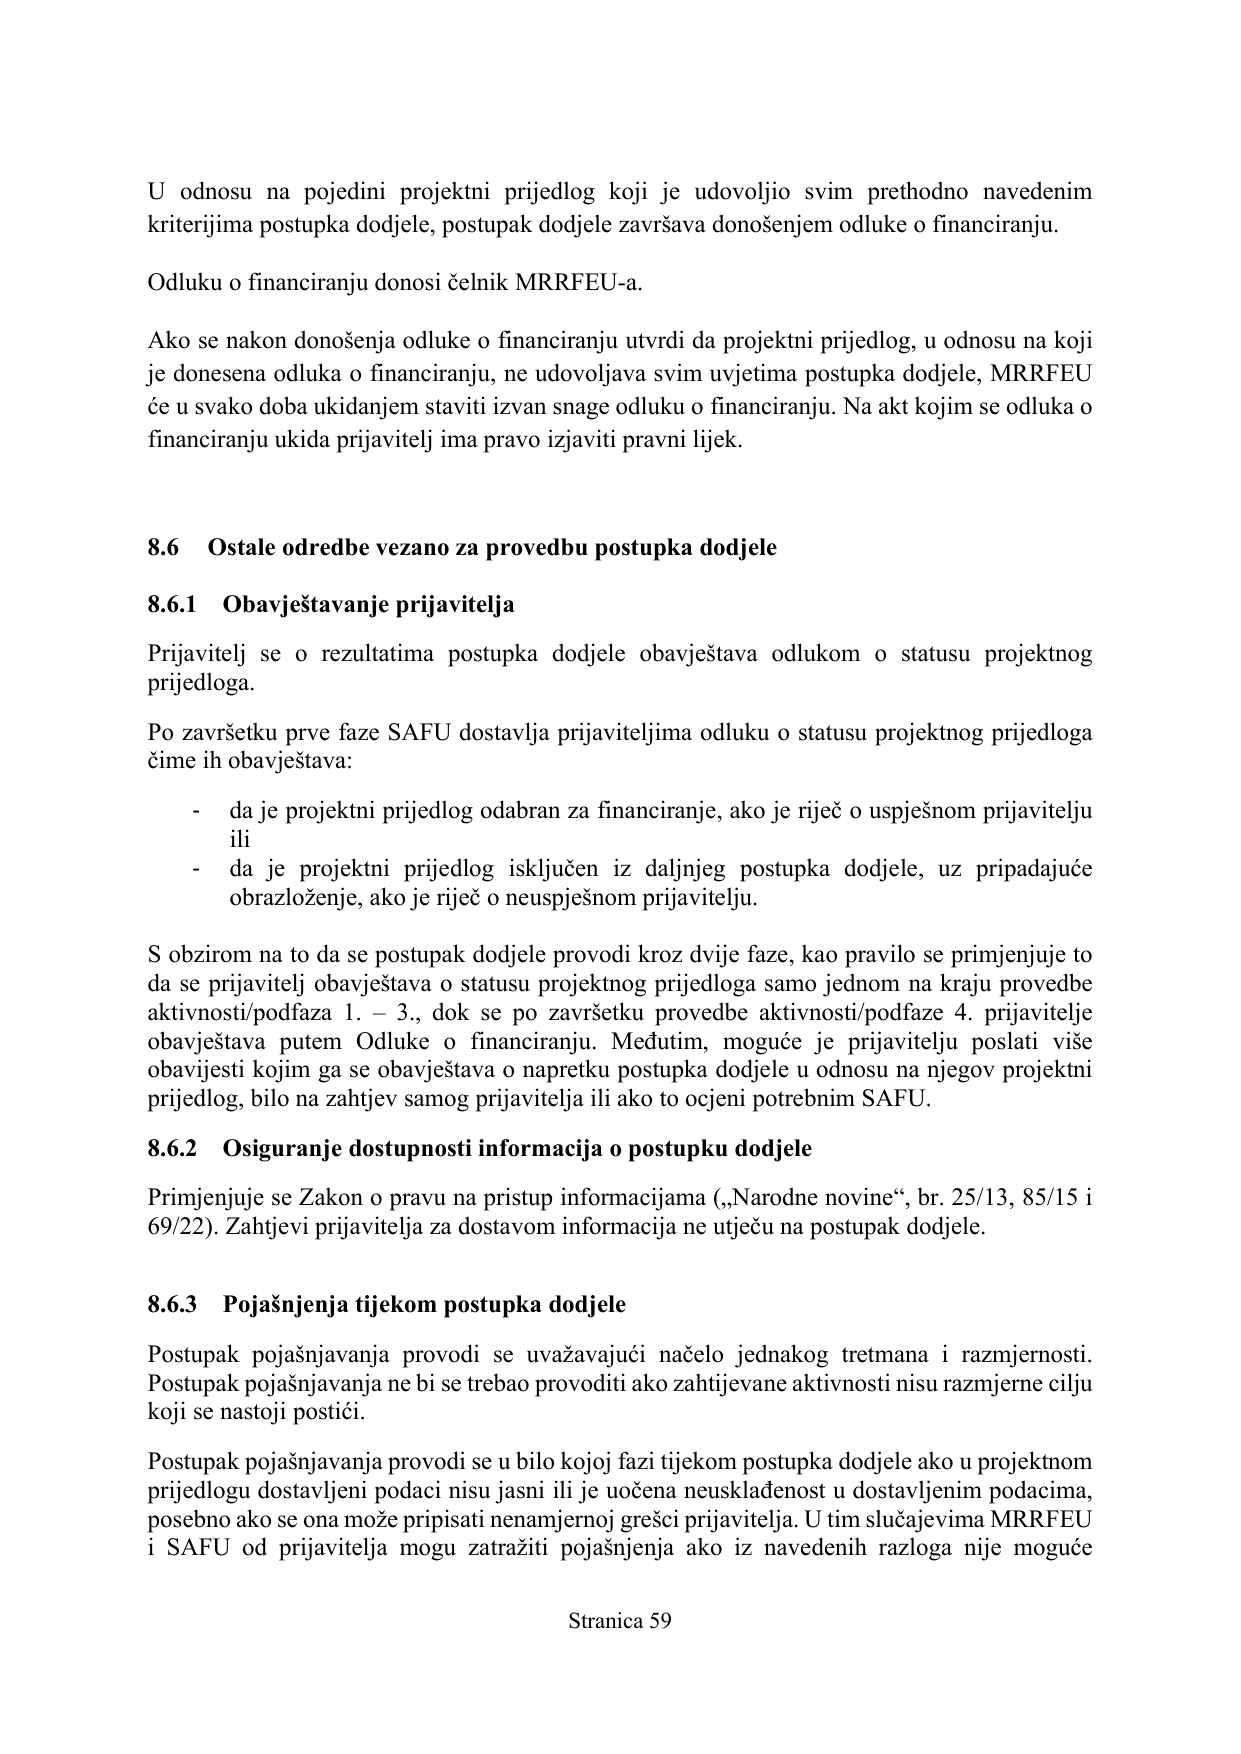 U odnosu na pojedini projektni prijedlog koji je udovoljio svim prethodno navedenim
kriterijima postupka dodjele, postupak dodjele završava donošenjem odluke o financiranju.
Odluku o financiranju donosi čelnik MRRFEU-a.
Ako se nakon donošenja odluke o financiranju utvrdi da projektni prijedlog, u odnosu na koji
je donesena odluka o financiranju, ne udovoljava svim uvjetima postupka dodjele, MRRFEU
će u svako doba ukidanjem staviti izvan snage odluku o financiranju. Na akt kojim se odluka o
financiranju ukida prijavitelj ima pravo izjaviti pravni lijek.
8.6 Ostale odredbe vezano za provedbu postupka dodjele
8.6.1 Obavještavanje prijavitelja
Prijavitelj se o rezultatima postupka dodjele obavještava odlukom o statusu projektnog
prijedloga.
Po završetku prve faze SAFU dostavlja prijaviteljima odluku o statusu projektnog prijedloga
čime ih obavještava:
- da je projektni prijedlog odabran za financiranje, ako je riječ o uspješnom prijavitelju
ili
- da je projektni prijedlog isključen iz daljnjeg postupka dodjele, uz pripadajuće
obrazloženje, ako je riječ o neuspješnom prijavitelju.
S obzirom na to da se postupak dodjele provodi kroz dvije faze, kao pravilo se primjenjuje to
da se prijavitelj obavještava o statusu projektnog prijedloga samo jednom na kraju provedbe
aktivnosti/podfaza 1. – 3., dok se po završetku provedbe aktivnosti/podfaze 4. prijavitelje
obavještava putem Odluke o financiranju. Međutim, moguće je prijavitelju poslati više
obavijesti kojim ga se obavještava o napretku postupka dodjele u odnosu na njegov projektni
prijedlog, bilo na zahtjev samog prijavitelja ili ako to ocjeni potrebnim SAFU.
8.6.2 Osiguranje dostupnosti informacija o postupku dodjele
Primjenjuje se Zakon o pravu na pristup informacijama („Narodne novine“, br. 25/13, 85/15 i
69/22). Zahtjevi prijavitelja za dostavom informacija ne utječu na postupak dodjele.
8.6.3 Pojašnjenja tijekom postupka dodjele
Postupak pojašnjavanja provodi se uvažavajući načelo jednakog tretmana i razmjernosti.
Postupak pojašnjavanja ne bi se trebao provoditi ako zahtijevane aktivnosti nisu razmjerne cilju
koji se nastoji postići.
Postupak pojašnjavanja provodi se u bilo kojoj fazi tijekom postupka dodjele ako u projektnom
prijedlogu dostavljeni podaci nisu jasni ili je uočena neusklađenost u dostavljenim podacima,
posebno ako se ona može pripisati nenamjernoj grešci prijavitelja. U tim slučajevima MRRFEU
i SAFU od prijavitelja mogu zatražiti pojašnjenja ako iz navedenih razloga nije moguće
Stranica 59